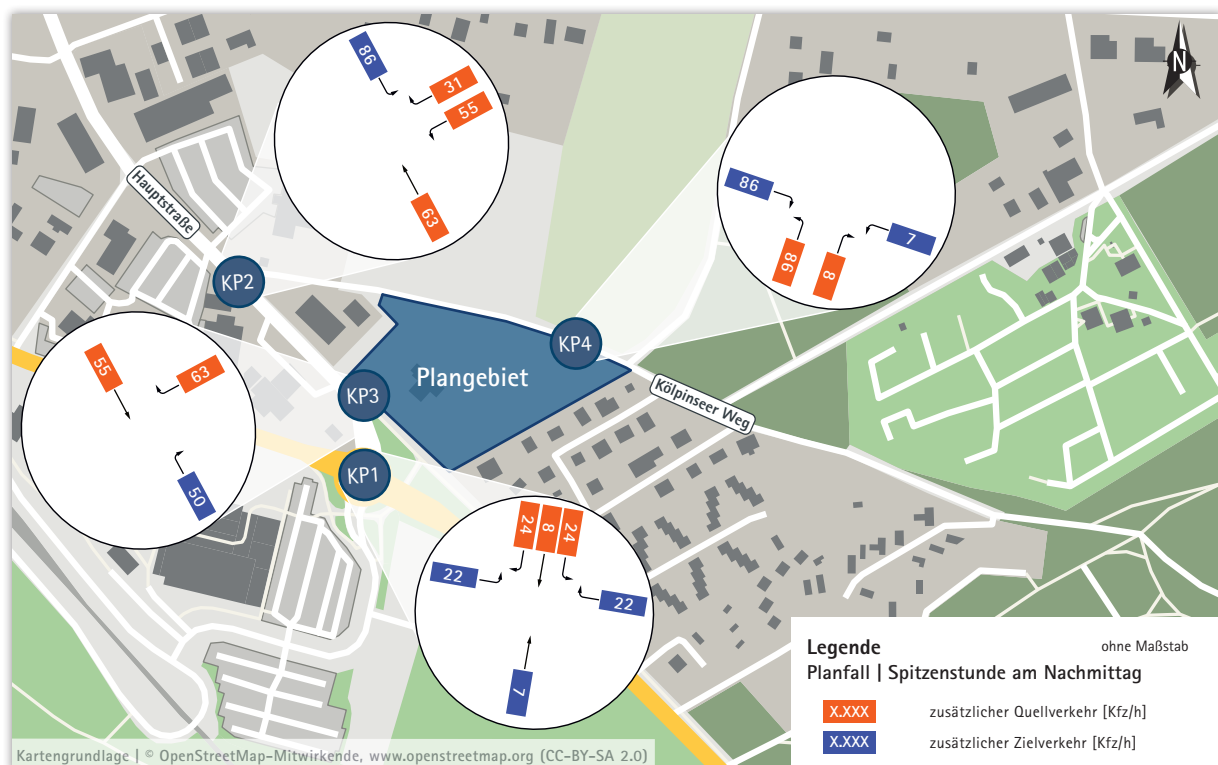 N
86
31
55
63
Hauptstraße
KP2
86
7
86
8
55
63
50
KP3
KP1
KP4
Plangebiet
Kölpinseer Weg
24
8
24
22
22
7
Legende
ohne Maßstab
Planfall | Spitzenstunde am Nachmittag
X.XXX zusätzlicher Quellverkehr [Kfz/h]
X.XXX zusätzlicher Zielverkehr [Kfz/h]
Kartengrundlage | © OpenStreetMap-Mitwirkende, www.openstreetmap.org (CC-BY-SA 2.0)